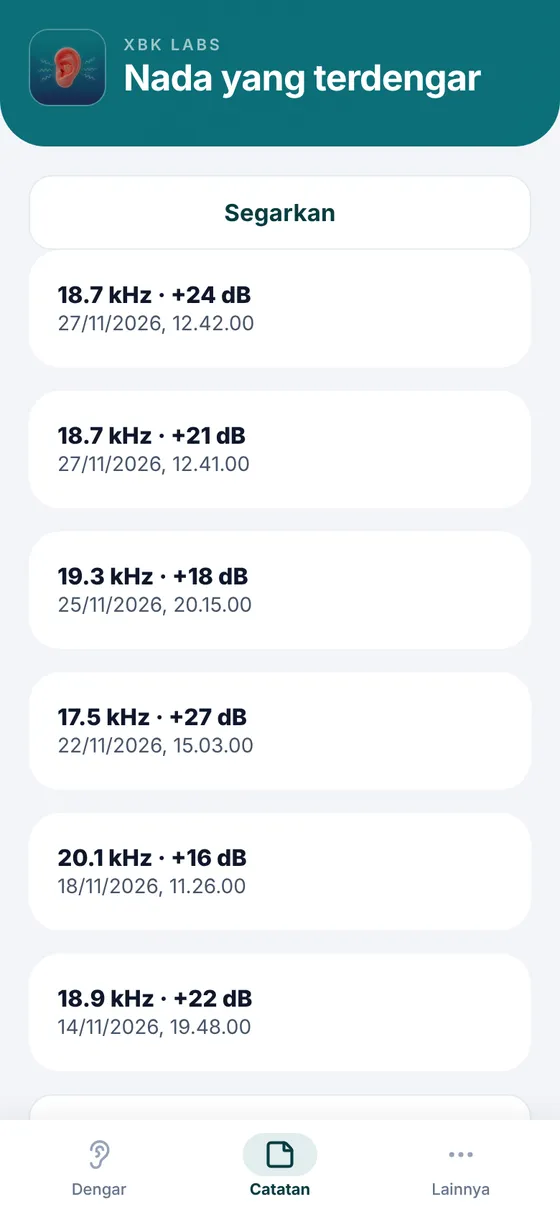 XBK LABS
Nada yang terdengar
Segarkan
18.7 kHz · +24 dB
27/11/2026, 12.42.00
18.7 kHz · +21 dB
27/11/2026, 12.41.00
19.3 kHz · +18 dB
25/11/2026, 20.15.00
17.5 kHz · +27 dB
22/11/2026, 15.03.00
20.1 kHz · +16 dB
18/11/2026, 11.26.00
18.9 kHz · +22 dB
14/11/2026, 19.48.00
Dengar
Catatan
Lainnya